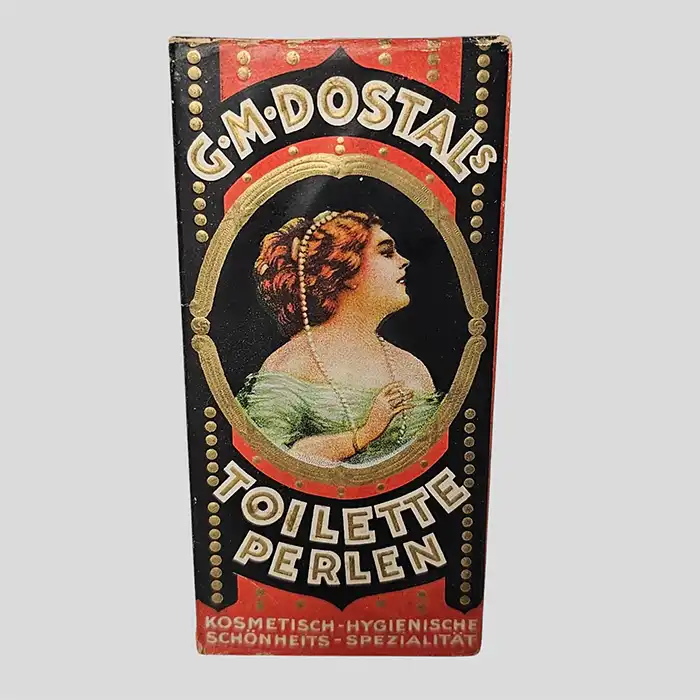 G·M·DOSTALS
TOILETTE
PERLEN
KOSMETISCH-HYGIENISCHE
SCHÖNHEITS-SPEZIALITÄT